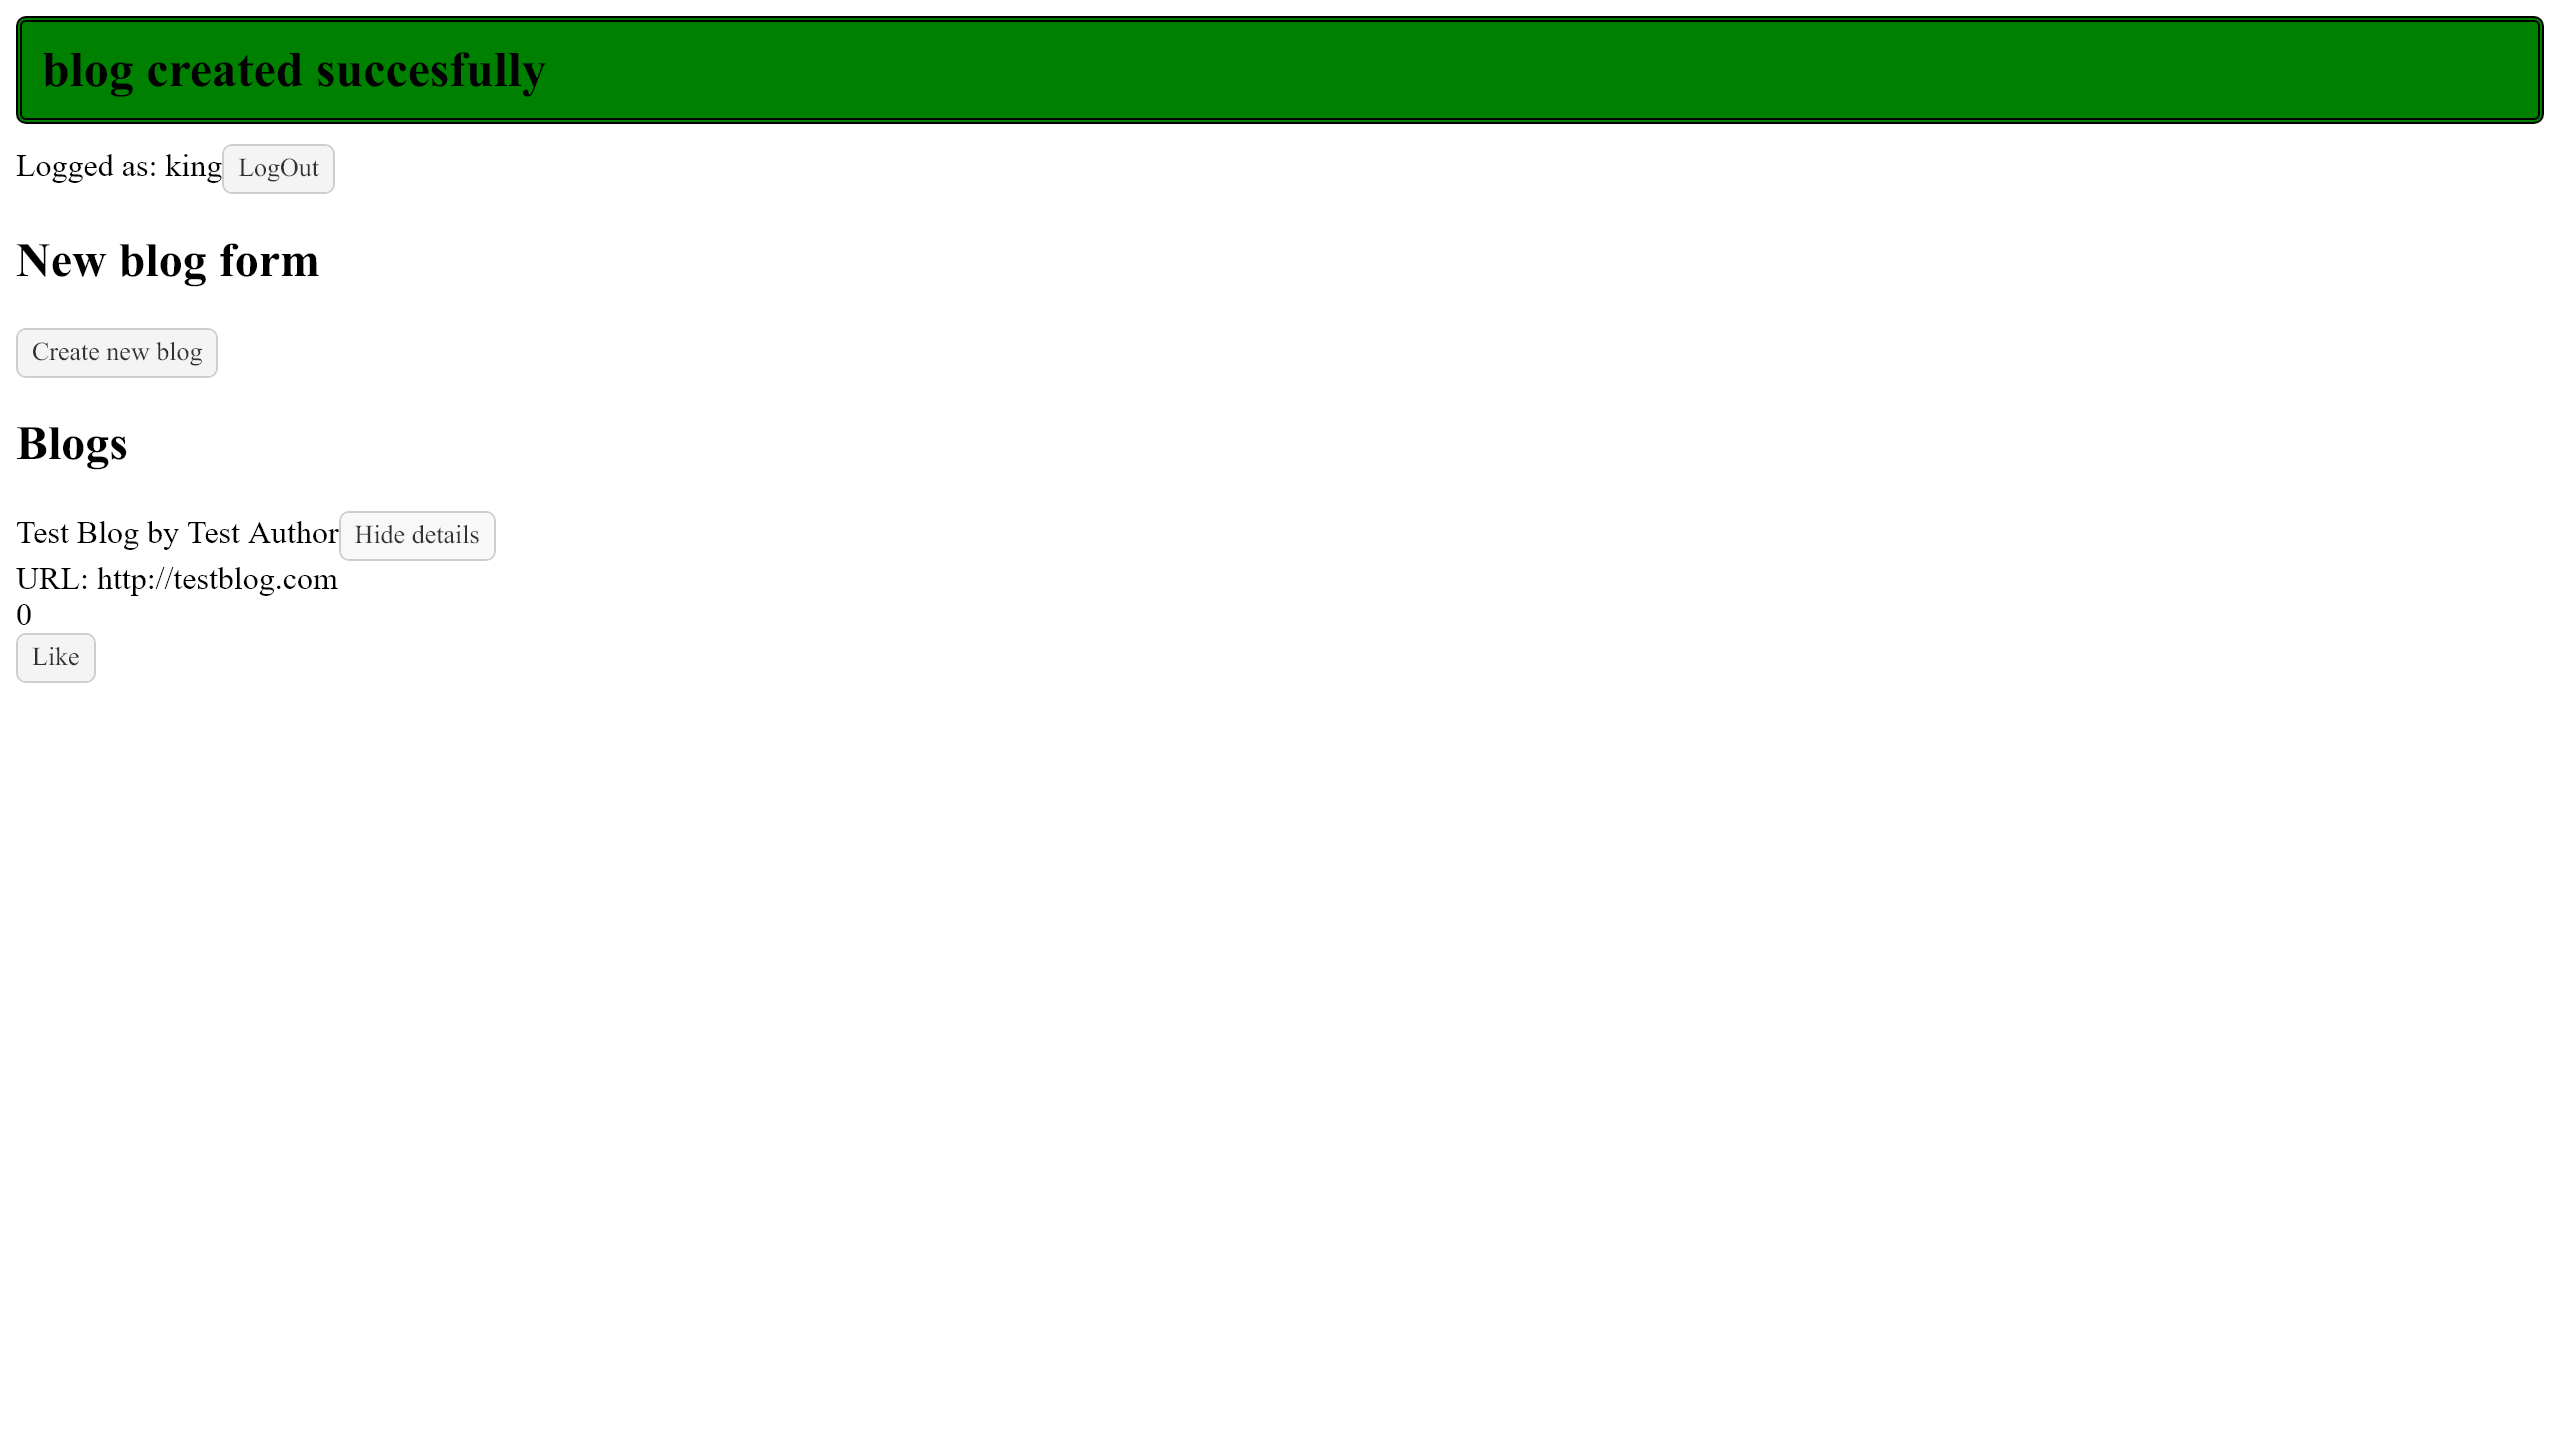 blog created succesfully
Logged as: king LogOut
New blog form
Create new blog
Blogs
Test Blog by Test Author Hide details
URL: http://testblog.com
0
Like